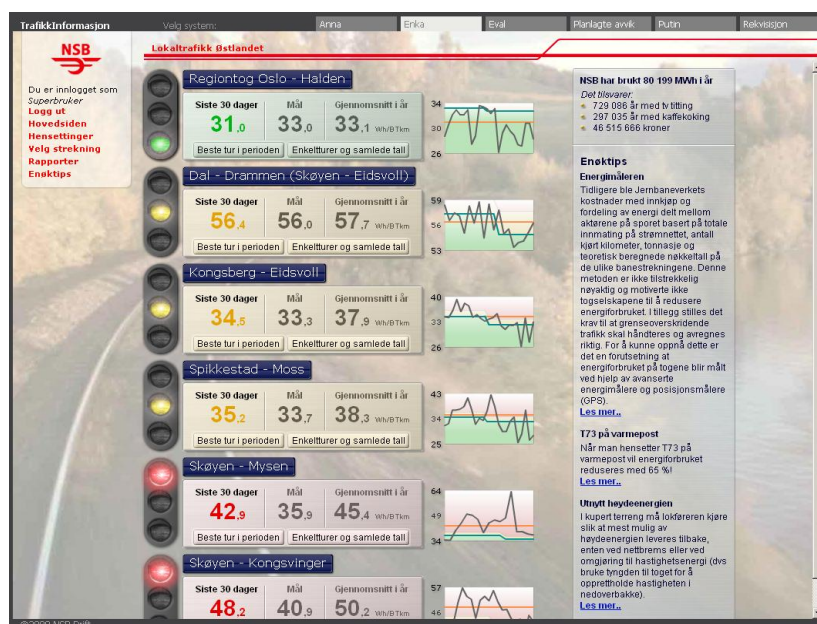 TrafikkInformasjon
Velg system:
Anna
Erika
Eval
Planlagte avvik
Putin
Rekvisisjon
NSB
Du er innlogget som
Superbruker
Logg ut
Hovedsiden
Hensettinger
Velg strekning
Rapporter
Enøktips
Lokaltrafikk Østlandet
Regiontog Oslo - Halden
Siste 30 dager Mål Gjennomsnitt i år
31,0 33,0 33,1 Wh/BTkm
Beste tur i perioden Enkeltturer og samlede tall
34
30
26
Dal - Drammen (Skøyen - Eidsvoll)
Siste 30 dager Mål Gjennomsnitt i år
56,4 56,0 57,7 Wh/BTkm
Beste tur i perioden Enkeltturer og samlede tall
59
56
53
Kongsberg - Eidsvoll
Siste 30 dager Mål Gjennomsnitt i år
34,5 33,3 37,9 Wh/BTkm
Beste tur i perioden Enkeltturer og samlede tall
40
33
26
Spikkestad - Moss
Siste 30 dager Mål Gjennomsnitt i år
35,2 33,7 38,3 Wh/BTkm
Beste tur i perioden Enkeltturer og samlede tall
43
34
25
Skøyen - Mysen
Siste 30 dager Mål Gjennomsnitt i år
42,9 35,9 45,4 Wh/BTkm
Beste tur i perioden Enkeltturer og samlede tall
64
49
34
Skøyen - Kongsvinger
Siste 30 dager Mål Gjennomsnitt i år
48,2 40,9 50,2 Wh/BTkm
57
46
NSB har brukt 80 199 MWh i år
Det tilsvarer:
729 086 år med tv titting
297 035 år med kaffekoking
46 515 666 kroner
Enøktips
Energimåleren
Tidligere ble Jernbaneverkets
kostnader med innkjøp og
fordeling av energi delt mellom
aktørene på sporet basert på totale
innmating på strømnettet, antall
kjørt kilometer, tonnasje og
teoretisk beregnede nøkkeltall på
de ulike banestrekningene. Denne
metoden er ikke tilstrekkelig
nøyaktig og motiverte ikke
togselskapene til å redusere
energiforbruket. I tillegg stilles det
krav til at grenseoverskridende
trafikk skal håndteres og avregnes
riktig. For å kunne oppnå dette er
det en forutsetning at
energiforbruket på togene blir målt
ved hjelp av avanserte
energimålere og posisjonsmålere
(GPS).
Les mer..
T73 på varmepost
Når man hensetter T73 på
varmepost vil energiforbruket
reduseres med 65 %!
Les mer..
Utnytt høydeenergien
I kupert terreng må lokføreren kjøre
slik at mest mulig av
høydeenergien leveres tilbake,
enten ved nettbrems eller ved
omgjøring til hastighetsenergi (dvs
bruke tyngden til toget for å
opprettholde hastigheten i
nedoverbakke).
Les mer..